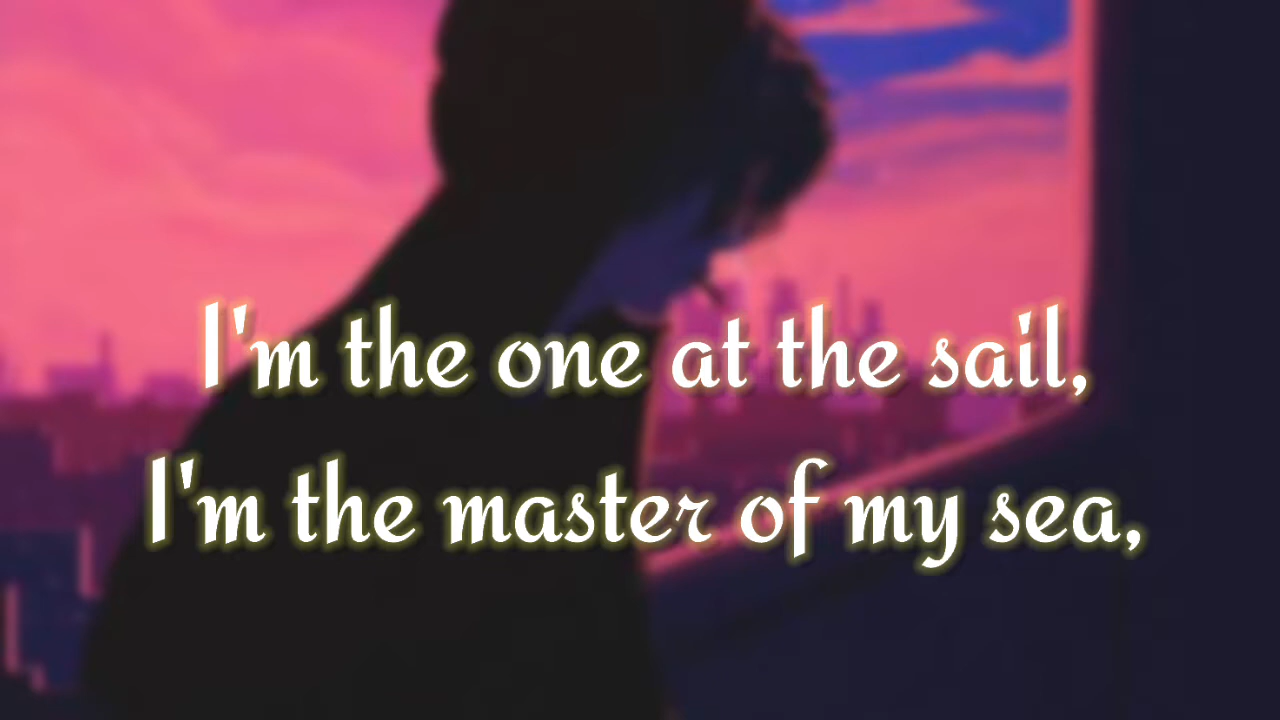 I'm the one at the sail,
I'm the master of my sea,